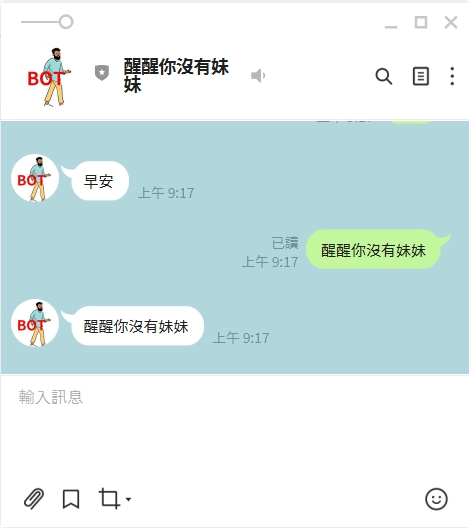 BOT
醒醒你沒有妹
妹
BOT
早安
上午 9:17
已讀
上午 9:17
醒醒你沒有妹妹
BOT
醒醒你沒有妹妹
上午 9:17
輸入訊息